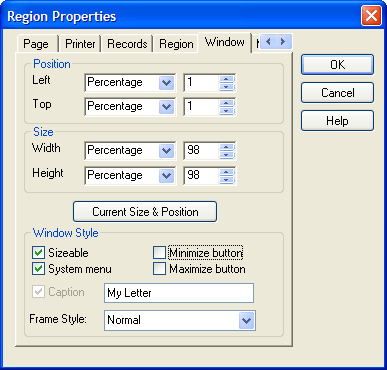 Region Properties
Page Printer Records Region Window
Position
Left Percentage 1
Top Percentage 1
Size
Width Percentage 98
Height Percentage 98
Current Size & Position
Window Style
Sizeable Minimize button
System menu Maximize button
Caption My Letter
Frame Style: Normal
OK
Cancel
Help